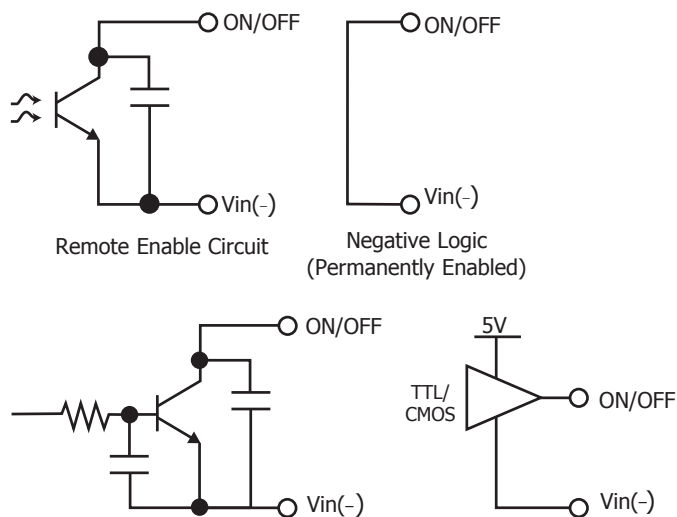 ON/OFF
Vin(-)
Remote Enable Circuit
ON/OFF
Vin(-)
Negative Logic
(Permanently Enabled)
ON/OFF
Vin(-)
5V
TTL/
CMOS
ON/OFF
Vin(-)